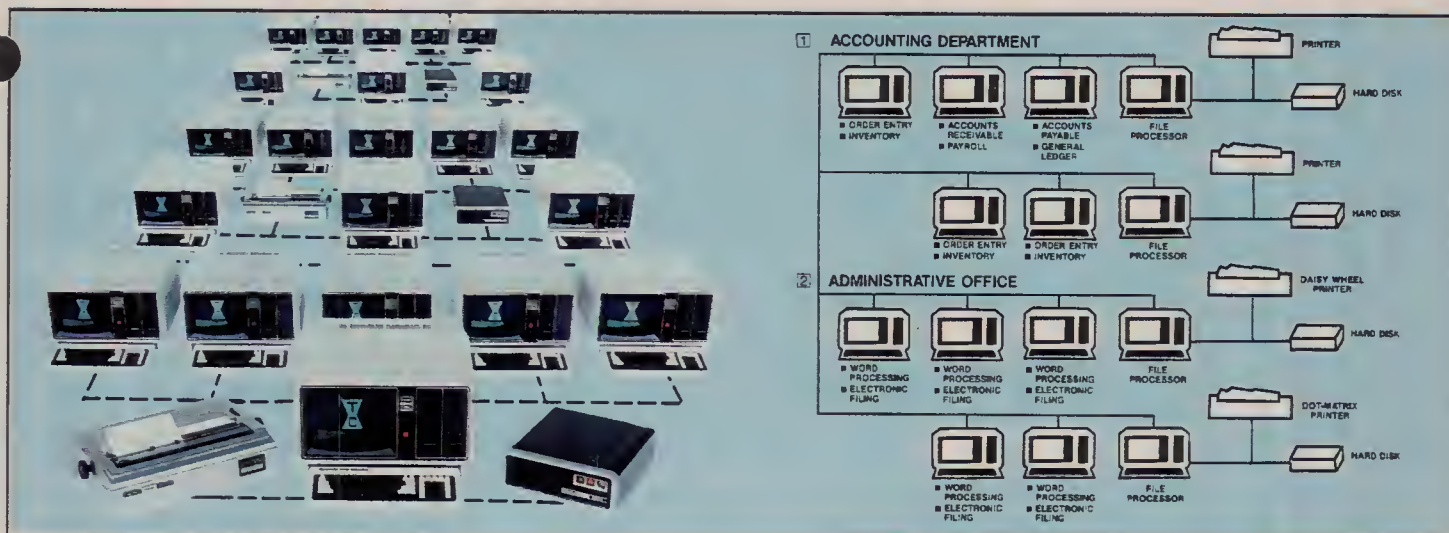 T
C
1 ACCOUNTING DEPARTMENT
PRINTER
HARD DISK
■ ORDER ENTRY
■ INVENTORY
■ ACCOUNTS
RECEIVABLE
■ PAYROLL
■ ACCOUNTS
PAYABLE
■ GENERAL
LEDGER
FILE
PROCESSOR
PRINTER
HARD DISK
■ ORDER ENTRY
■ INVENTORY
■ ORDER ENTRY
■ INVENTORY
FILE
PROCESSOR
2 ADMINISTRATIVE OFFICE
DAISY WHEEL
PRINTER
HARD DISK
■ WORD
PROCESSING
■ ELECTRONIC
FILING
■ WORD
PROCESSING
■ ELECTRONIC
FILING
■ WORD
PROCESSING
■ ELECTRONIC
FILING
FILE
PROCESSOR
DOT-MATRIX
PRINTER
HARD DISK
■ WORD
PROCESSING
■ ELECTRONIC
FILING
■ WORD
PROCESSING
■ ELECTRONIC
FILING
FILE
PROCESSOR